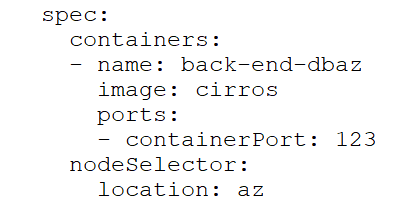 spec:
  containers:
  - name: back-end-dbaz
    image: cirros
    ports:
    - containerPort: 123
  nodeSelector:
    location: az